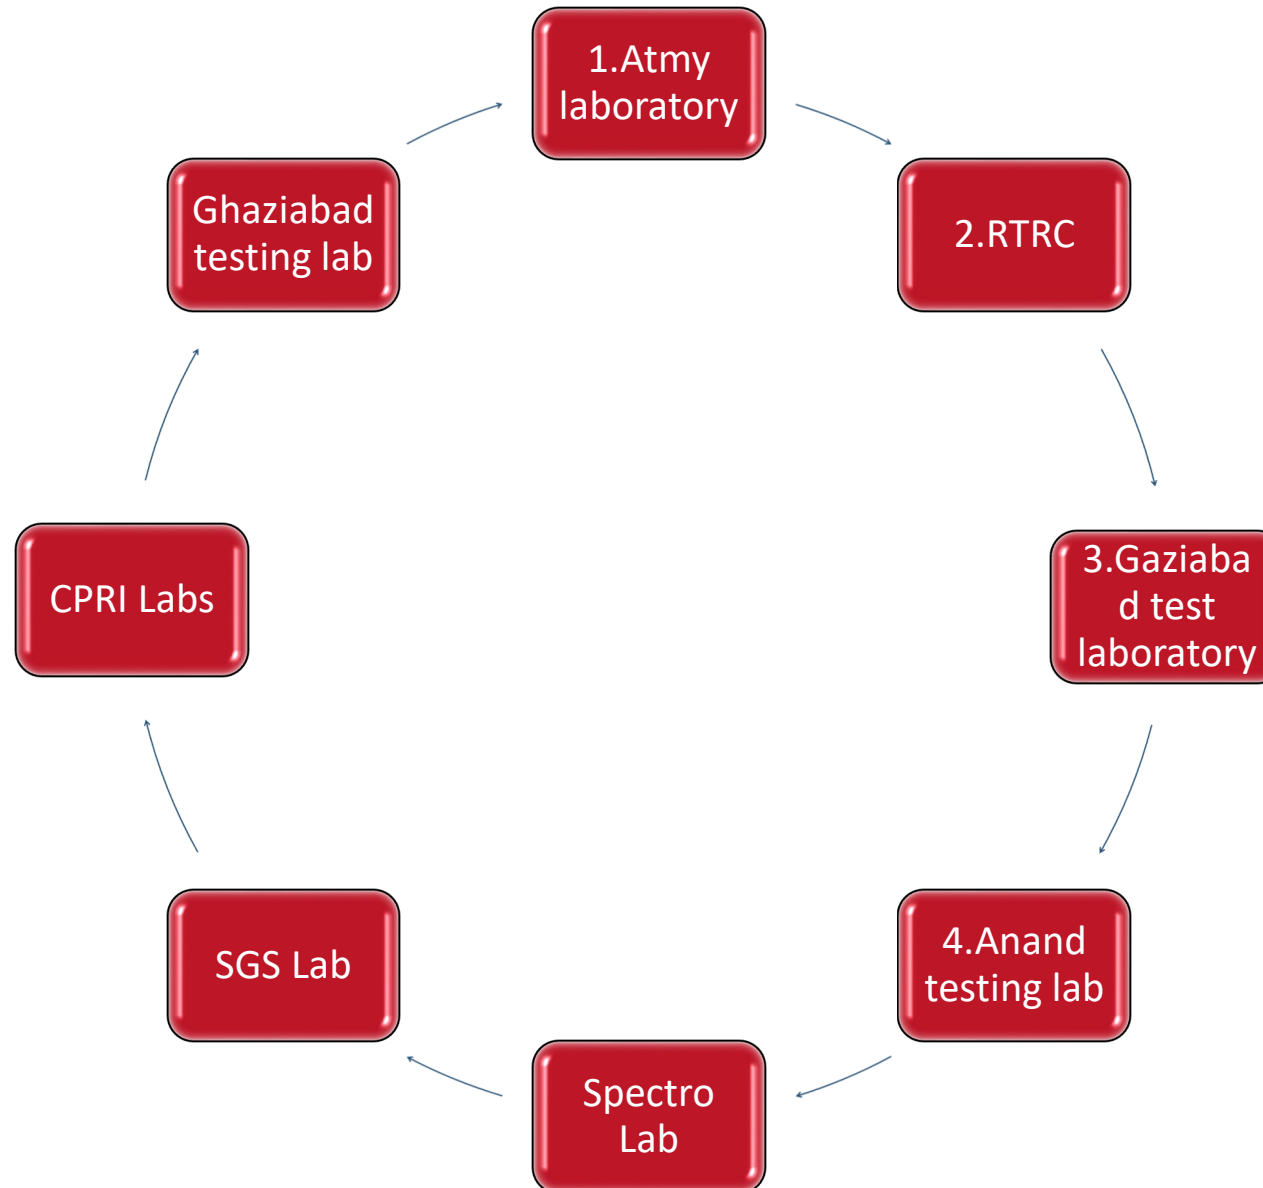 1.Atmy
laboratory
2.RTRC
3.Gaziaba
d test
laboratory
4.Anand
testing lab
Spectro
Lab
SGS Lab
CPRI Labs
Ghaziabad
testing lab